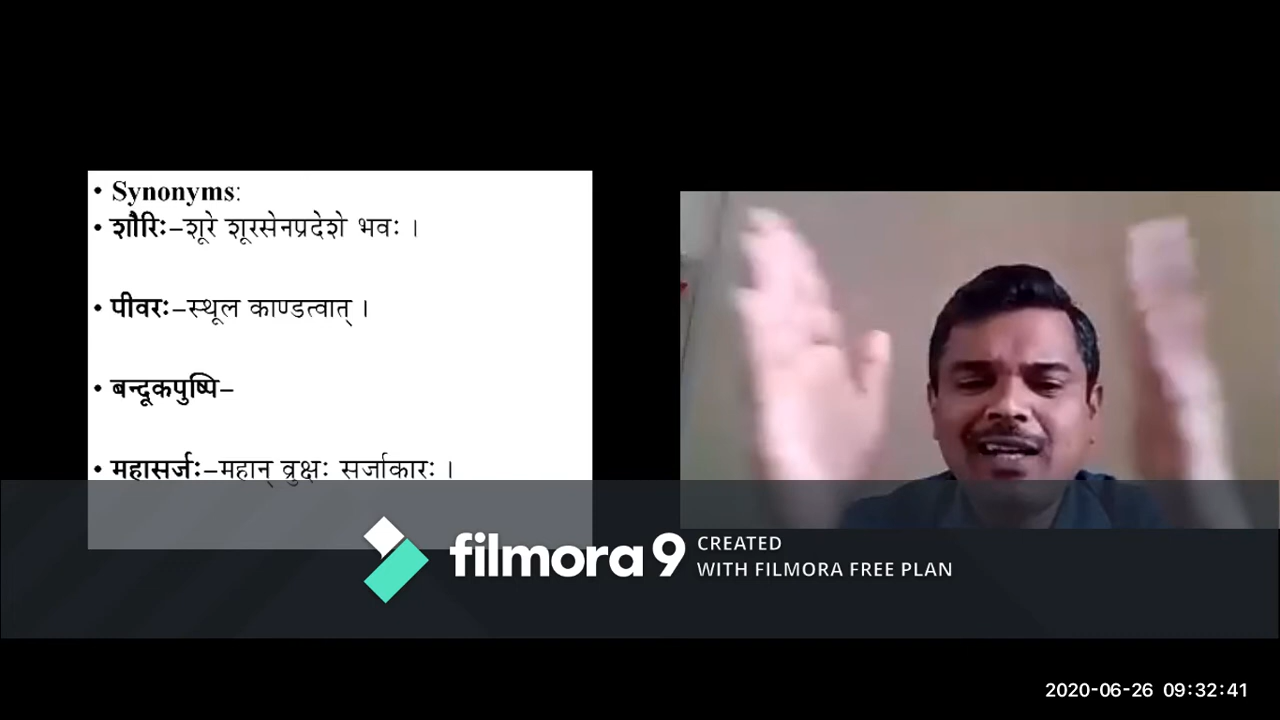 • Synonyms:
• शौरिः–शूरे शूरसेनप्रदेशे भवः ।
• पीवरः–स्थूल काण्डत्वात् ।
• बन्दूकपुष्पि–
• महासर्जः–महान् व्रुक्षः सर्जाकारः ।
filmora 9 CREATED
WITH FILMORA FREE PLAN
2020-06-26 09:32:41